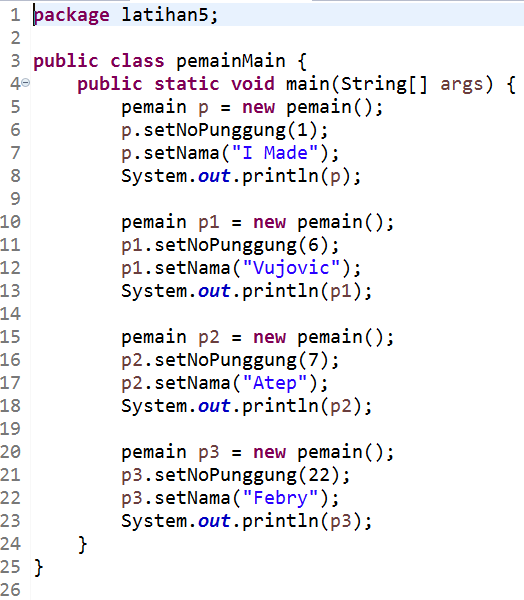 1 package latihan5;
2
3 public class pemainMain {
4     public static void main(String[] args) {
5         pemain p = new pemain();
6         p.setNoPunggung(1);
7         p.setNama("I Made");
8         System.out.println(p);
9
10         pemain p1 = new pemain();
11         p1.setNoPunggung(6);
12         p1.setNama("Vujovic");
13         System.out.println(p1);
14
15         pemain p2 = new pemain();
16         p2.setNoPunggung(7);
17         p2.setNama("Atep");
18         System.out.println(p2);
19
20         pemain p3 = new pemain();
21         p3.setNoPunggung(22);
22         p3.setNama("Febry");
23         System.out.println(p3);
24     }
25 }
26